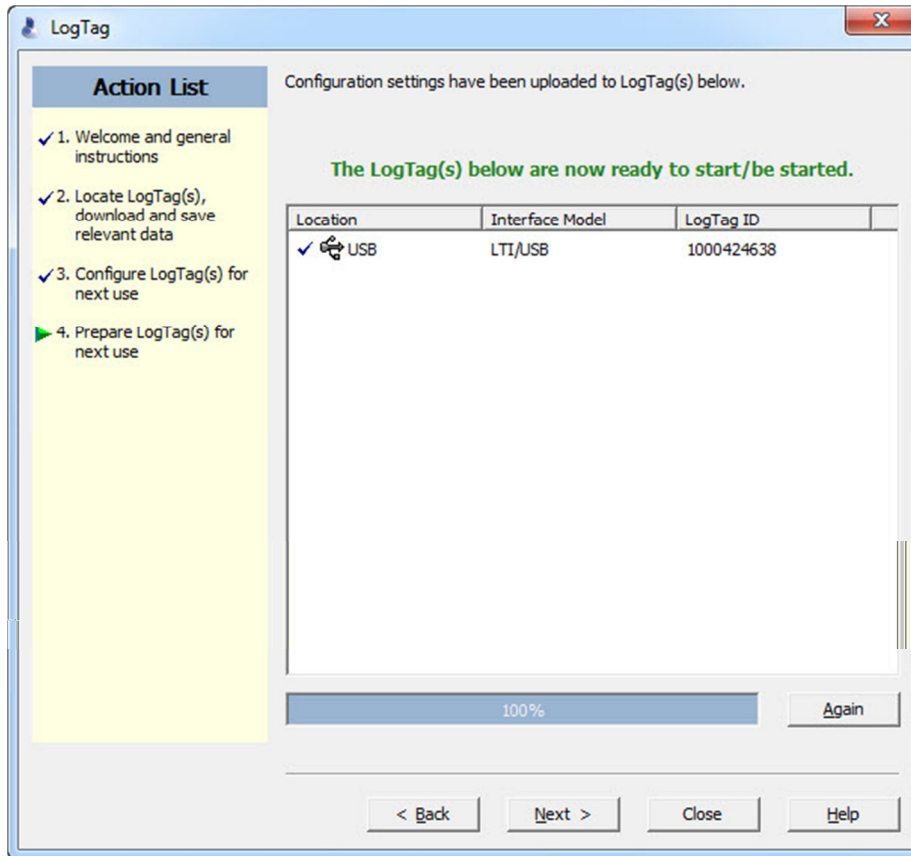 LogTag
Action List
1. Welcome and general
instructions
2. Locate LogTag(s),
download and save
relevant data
3. Configure LogTag(s) for
next use
4. Prepare LogTag(s) for
next use
Configuration settings have been uploaded to LogTag(s) below.
The LogTag(s) below are now ready to start/be started.
Location Interface Model LogTag ID
USB LTI/USB 1000424638
100% Again
< Back Next > Close Help